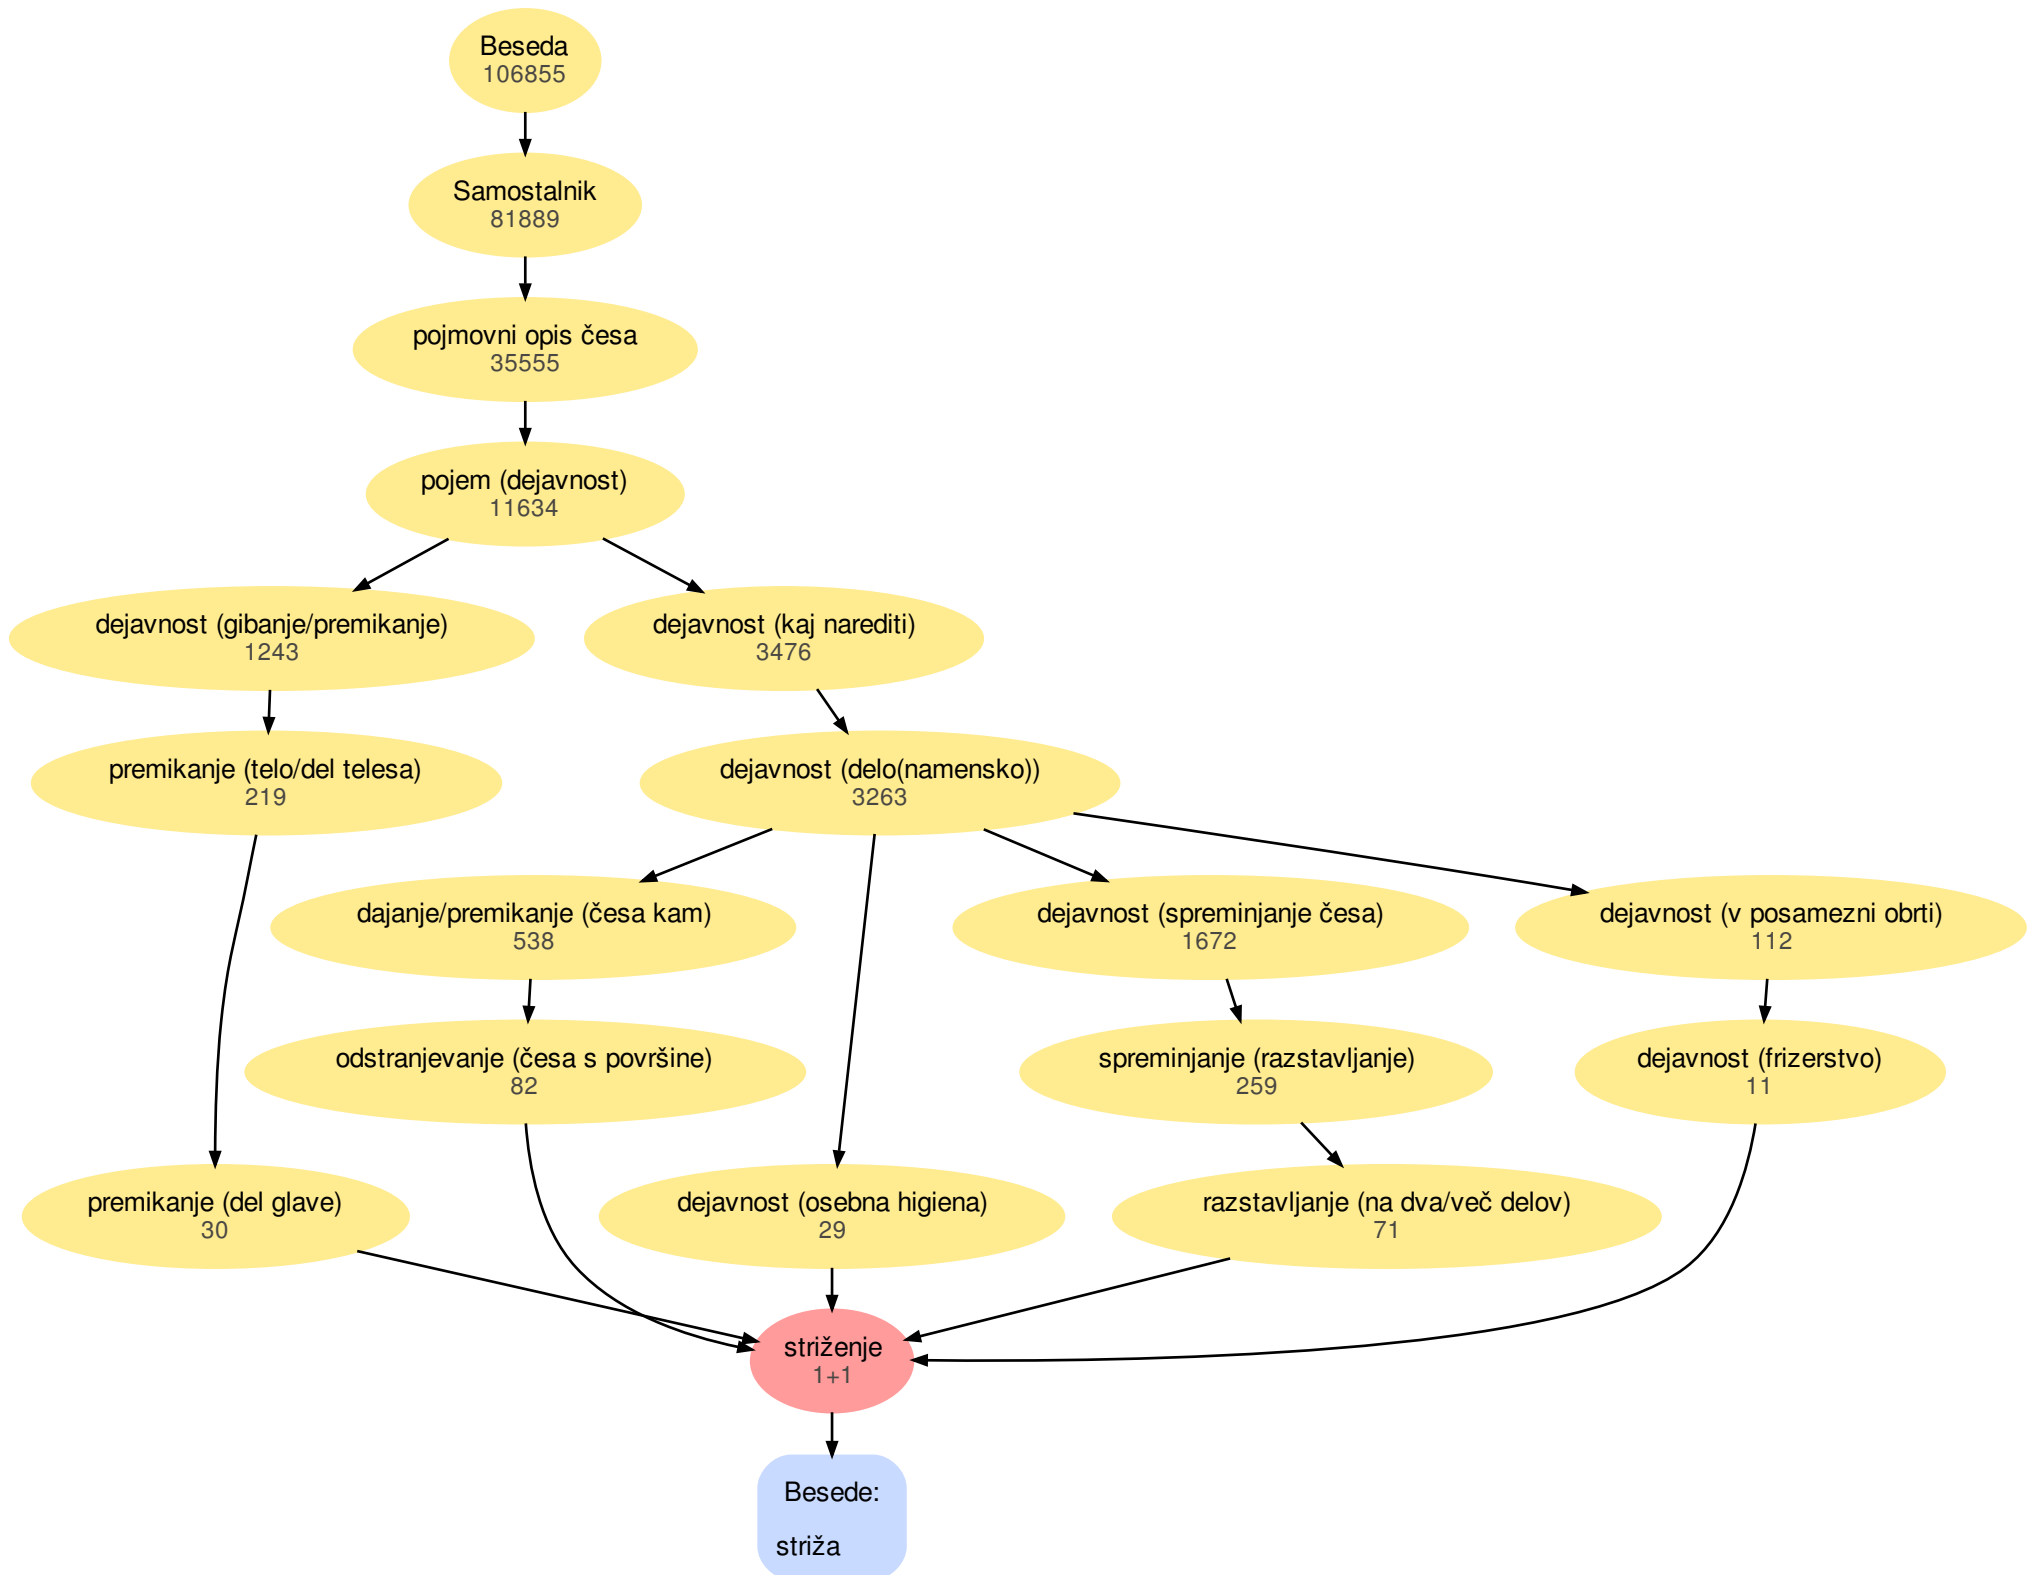 Beseda
106855
Samostalnik
81889
pojmovni opis česa
35555
pojem (dejavnost)
11634
dejavnost (gibanje/premikanje)
1243
dejavnost (kaj narediti)
3476
premikanje (telo/del telesa)
219
dejavnost (delo(namensko))
3263
dajanje/premikanje (česa kam)
538
dejavnost (spreminjanje česa)
1672
dejavnost (v posamezni obrti)
112
odstranjevanje (česa s površine)
82
spreminjanje (razstavljanje)
259
dejavnost (frizerstvo)
11
premikanje (del glave)
30
dejavnost (osebna higiena)
29
razstavljanje (na dva/več delov)
71
striženje
1+1
Besede:
striža